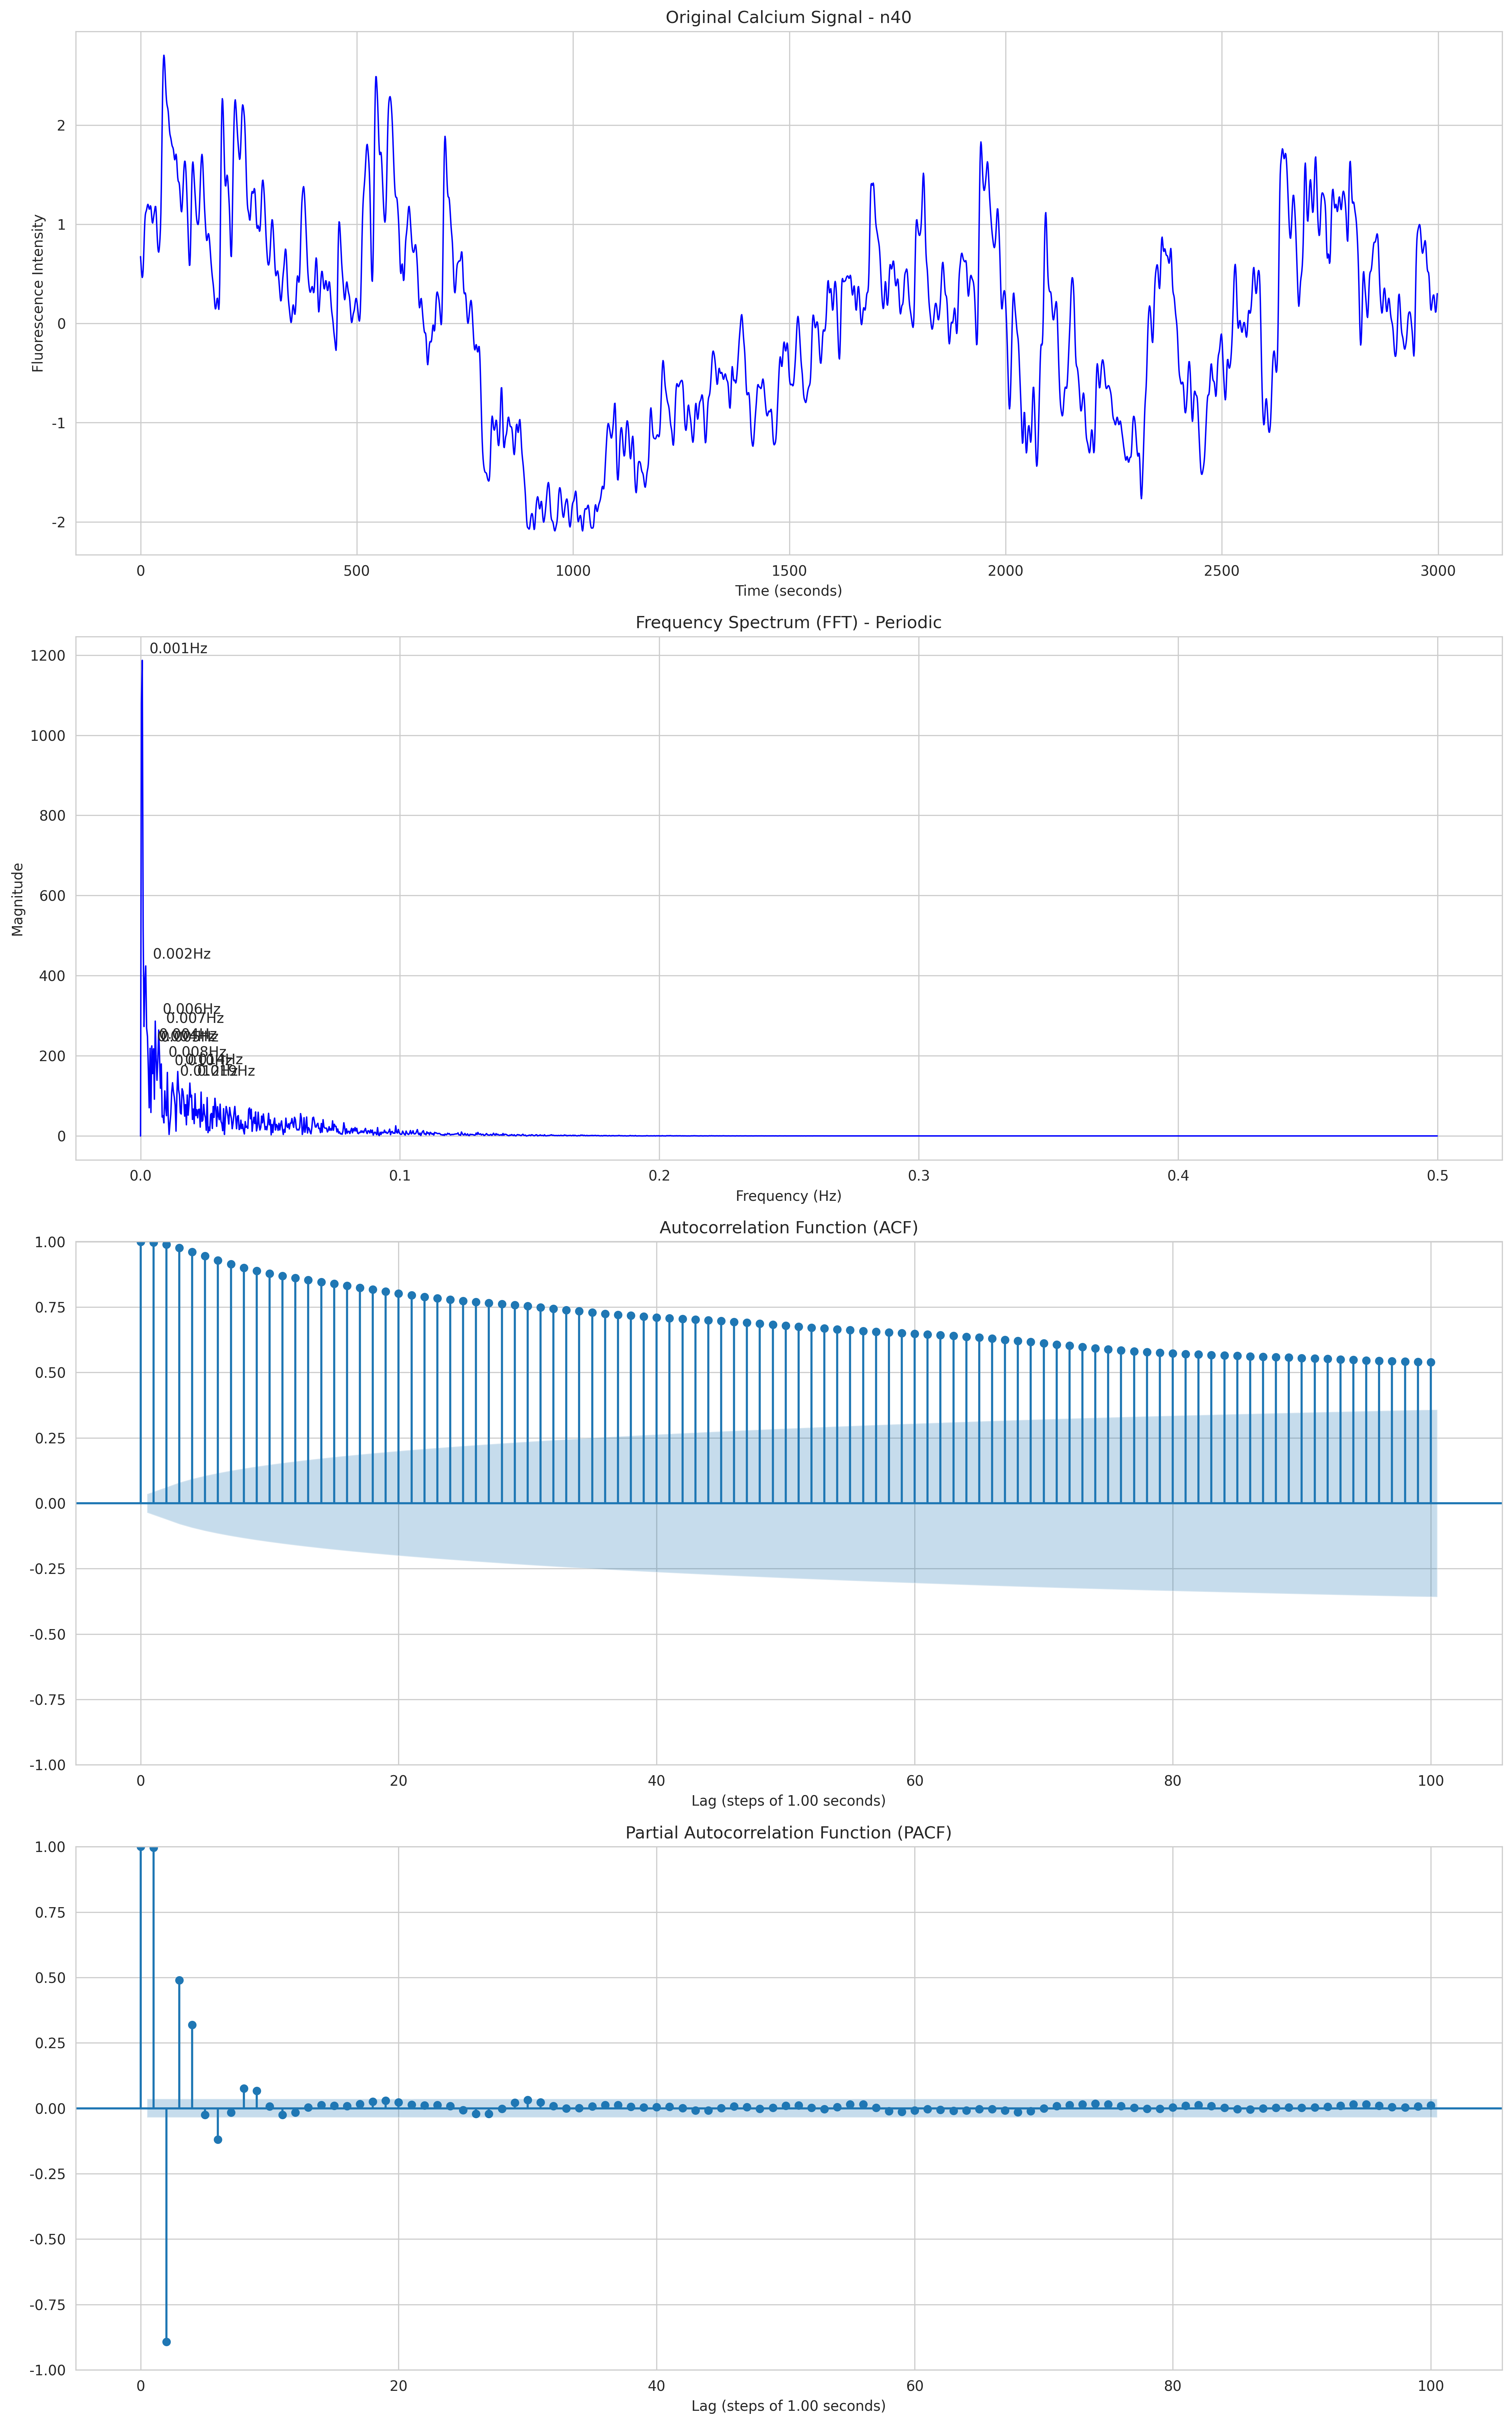 Original Calcium Signal - n40
Fluorescence Intensity
2
1
0
-1
-2
0 500 1000 1500 2000 2500 3000
Time (seconds)
Frequency Spectrum (FFT) - Periodic
Magnitude
1200
1000
800
600
400
200
0
0.001Hz
0.002Hz
0.006Hz
0.007Hz
0.008Hz
0.0 0.1 0.2 0.3 0.4 0.5
Frequency (Hz)
Autocorrelation Function (ACF)
1.00
0.75
0.50
0.25
0.00
-0.25
-0.50
-0.75
-1.00
0 20 40 60 80 100
Lag (steps of 1.00 seconds)
Partial Autocorrelation Function (PACF)
1.00
0.75
0.50
0.25
0.00
-0.25
-0.50
-0.75
-1.00
0 20 40 60 80 100
Lag (steps of 1.00 seconds)